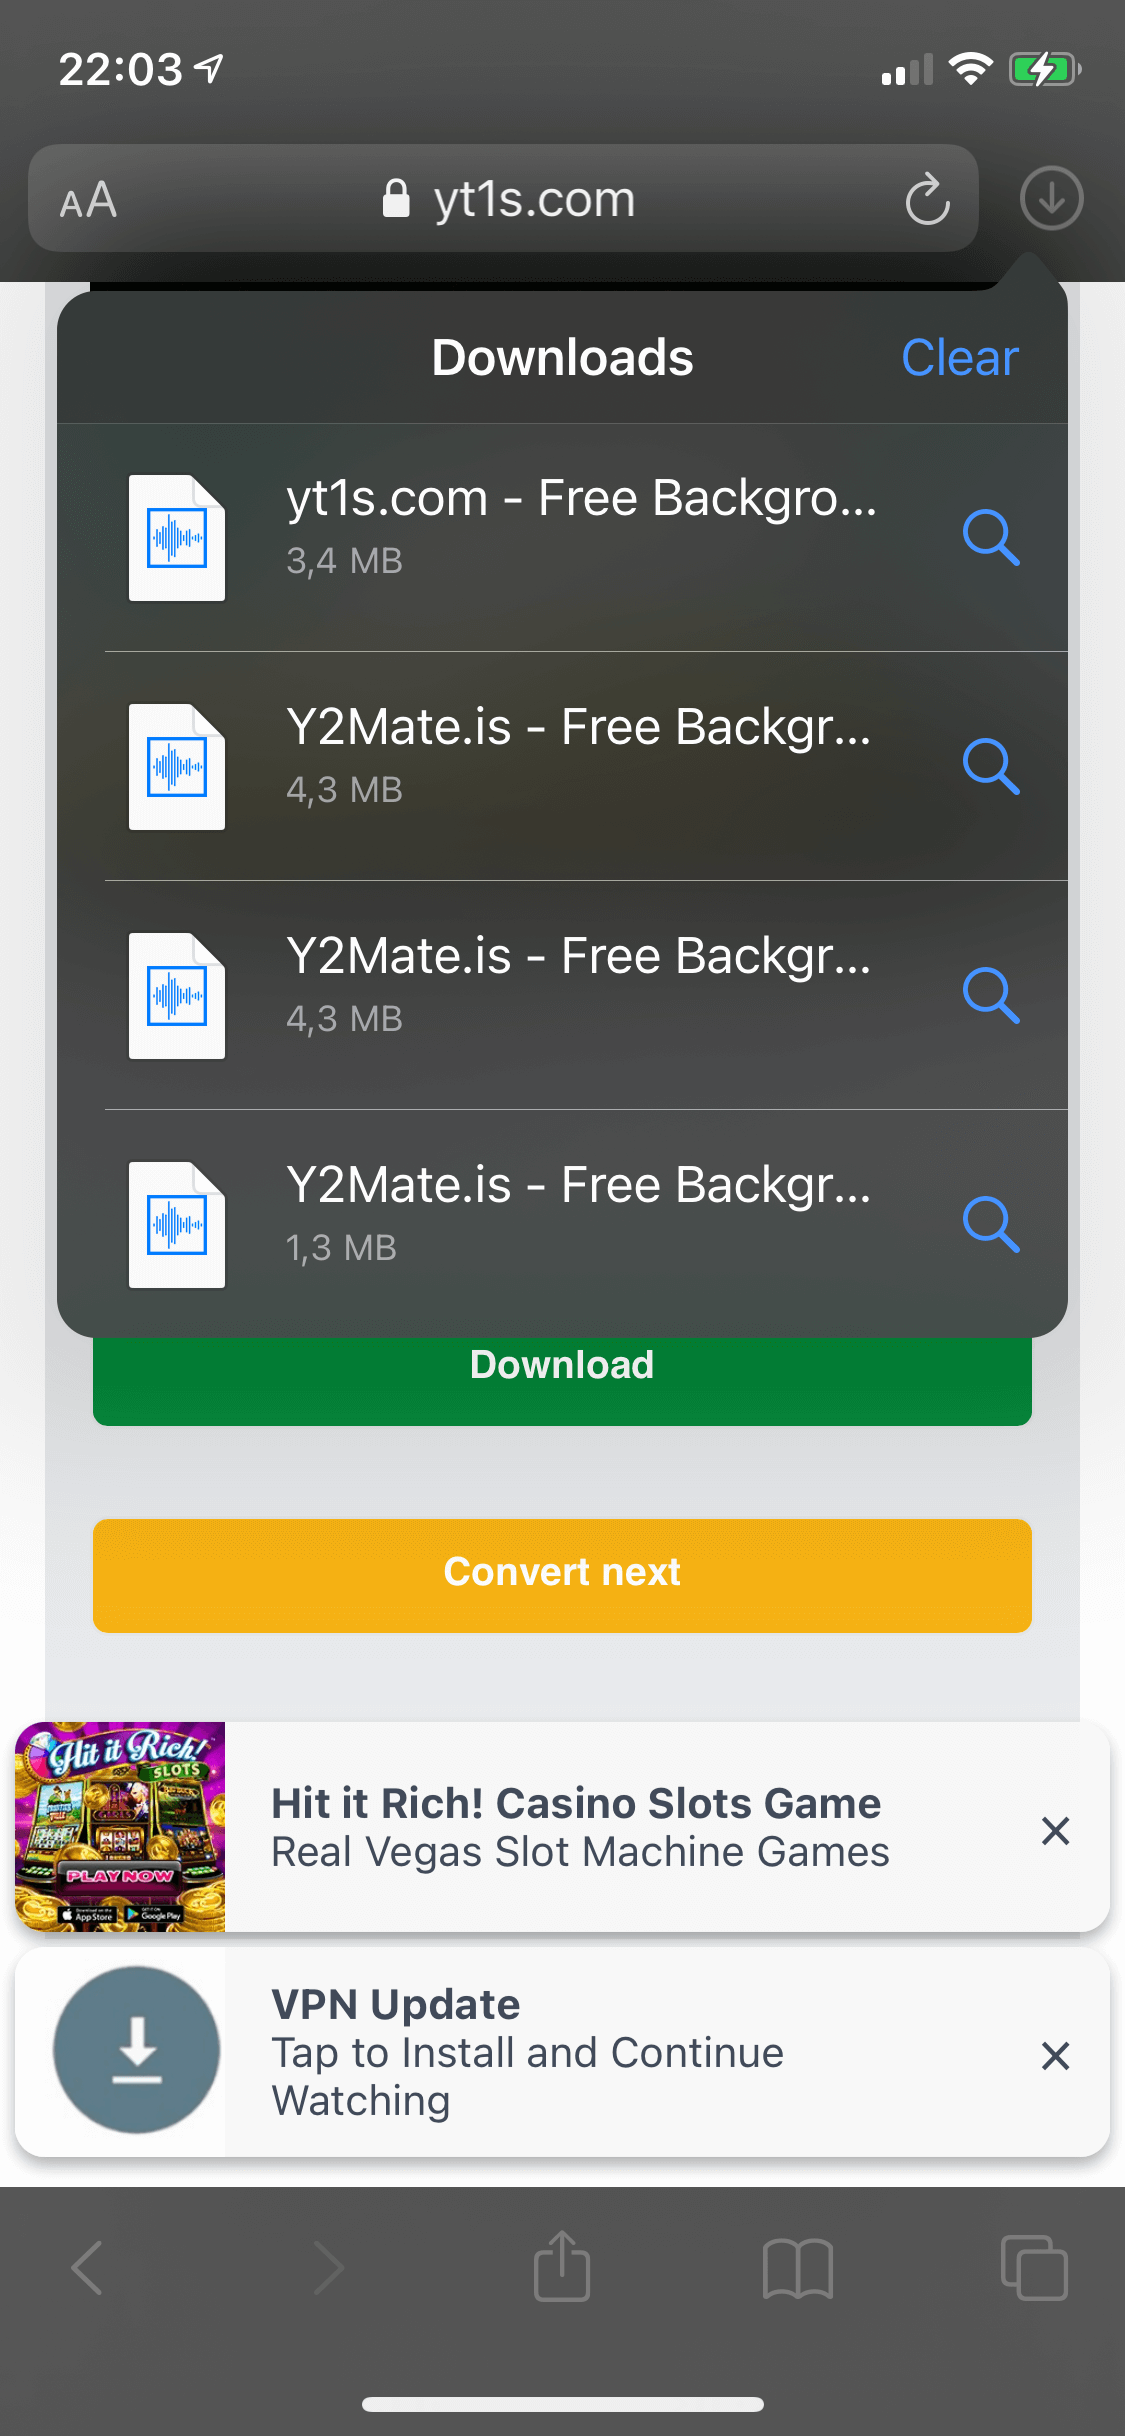 22:03
AA
yt1s.com
Downloads
Clear
yt1s.com - Free Backgro...
3,4 MB
Y2Mate.is - Free Backgr...
4,3 MB
Y2Mate.is - Free Backgr...
4,3 MB
Y2Mate.is - Free Backgr...
1,3 MB
Download
Convert next
Hit it Rich!
SLOTS
PLAY NOW
App Store
Google Play
Hit it Rich! Casino Slots Game
Real Vegas Slot Machine Games
VPN Update
Tap to Install and Continue
Watching